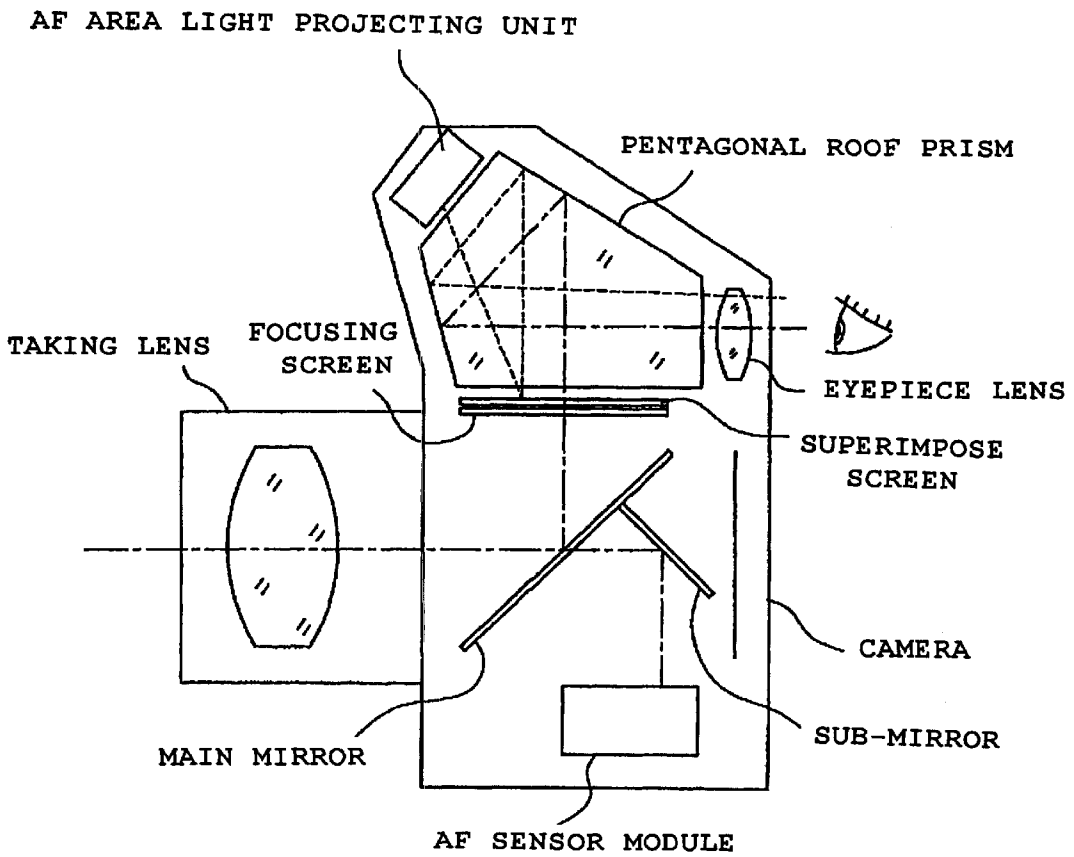 AF AREA LIGHT PROJECTING UNIT
PENTAGONAL ROOF PRISM
FOCUSING
SCREEN
TAKING LENS
EYEPIECE LENS
SUPERIMPOSE
SCREEN
CAMERA
SUB-MIRROR
MAIN MIRROR
AF SENSOR MODULE